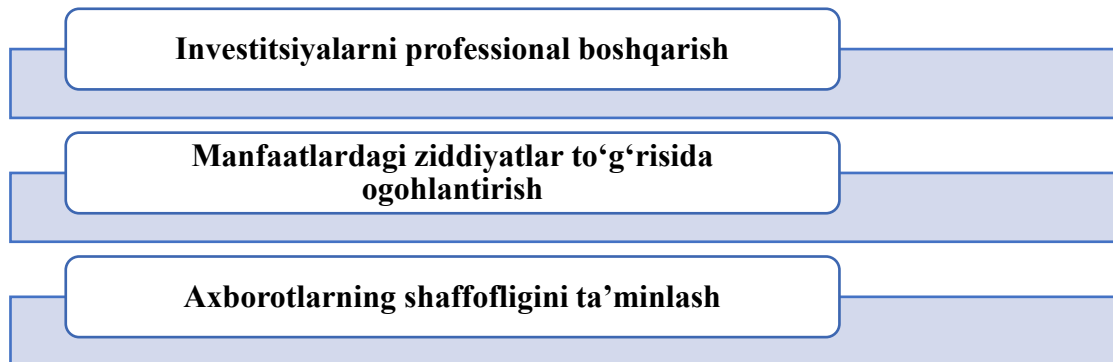 Investitsiyalarni professional boshqarish
Manfaatlardagi ziddiyatlar to‘g‘risida
ogohlantirish
Axborotlarning shaffofligini ta’minlash